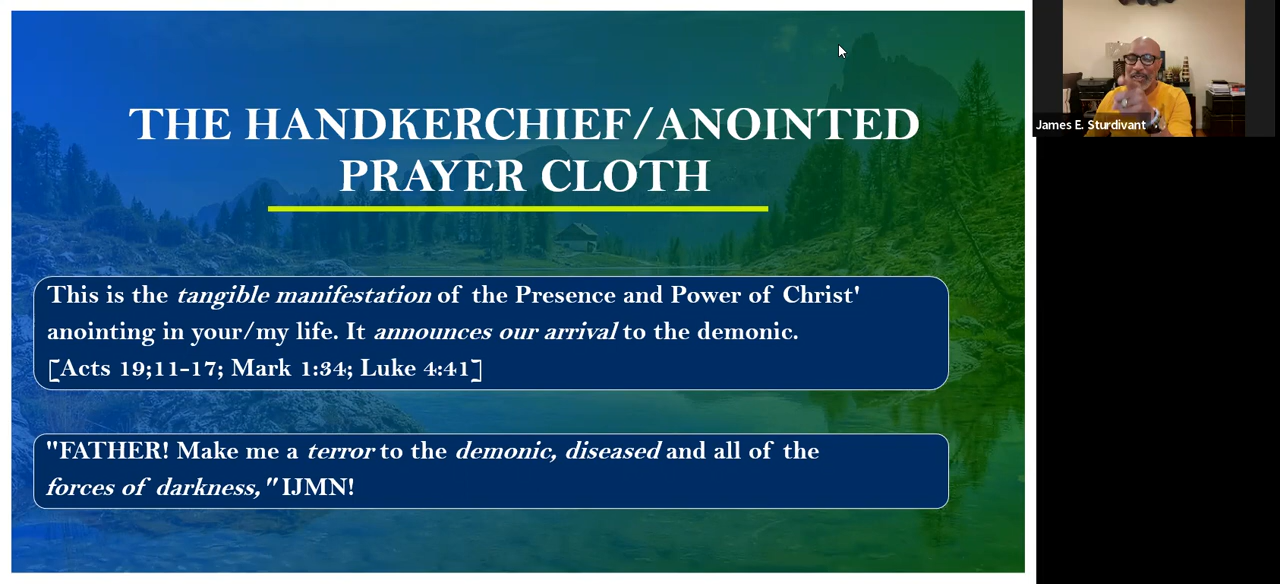 THE HANDKERCHIEF/ANOINTED
PRAYER CLOTH
This is the tangible manifestation of the Presence and Power of Christ'
anointing in your/my life. It announces our arrival to the demonic.
[Acts 19;11-17; Mark 1:34; Luke 4:41]
"FATHER! Make me a terror to the demonic, diseased and all of the
forces of darkness," IJMN!
James E. Sturdivant